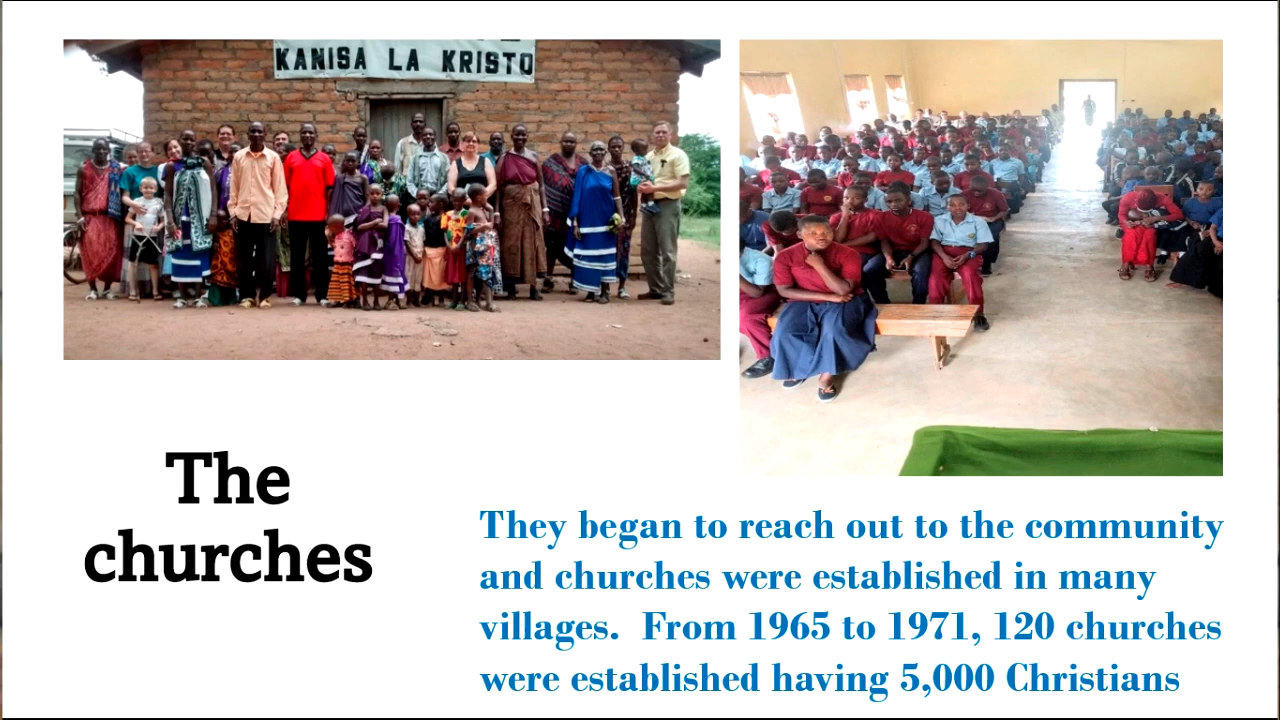 KANISA LA KRISTO
The
churches
They began to reach out to the community
and churches were established in many
villages.  From 1965 to 1971, 120 churches
were established having 5,000 Christians